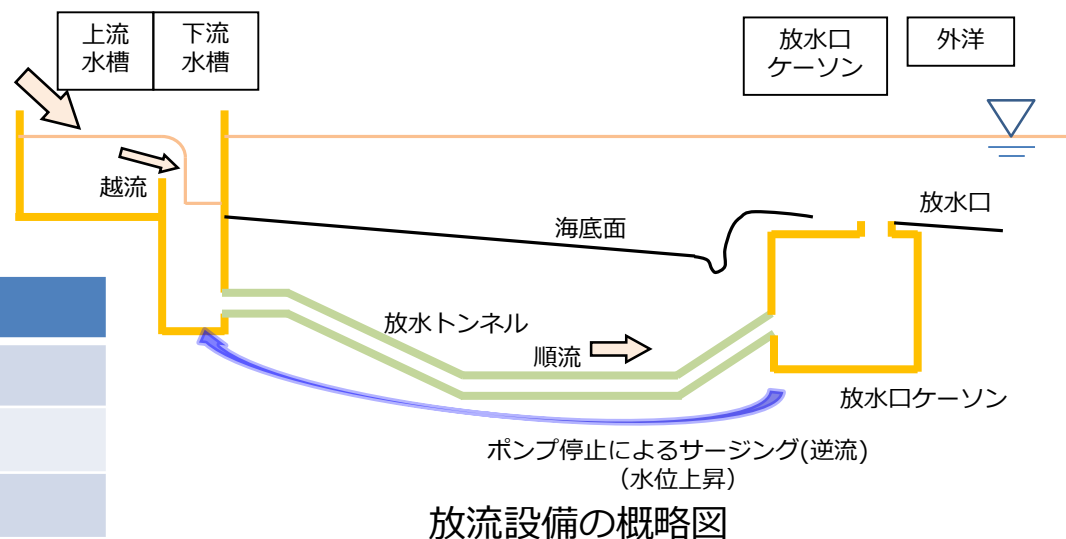 上流
水槽
下流
水槽
放水口
ケーソン
外洋
越流
放水口
海底面
放水トンネル
順流
放水口ケーソン
ポンプ停止によるサージング(逆流)
（水位上昇）
放流設備の概略図